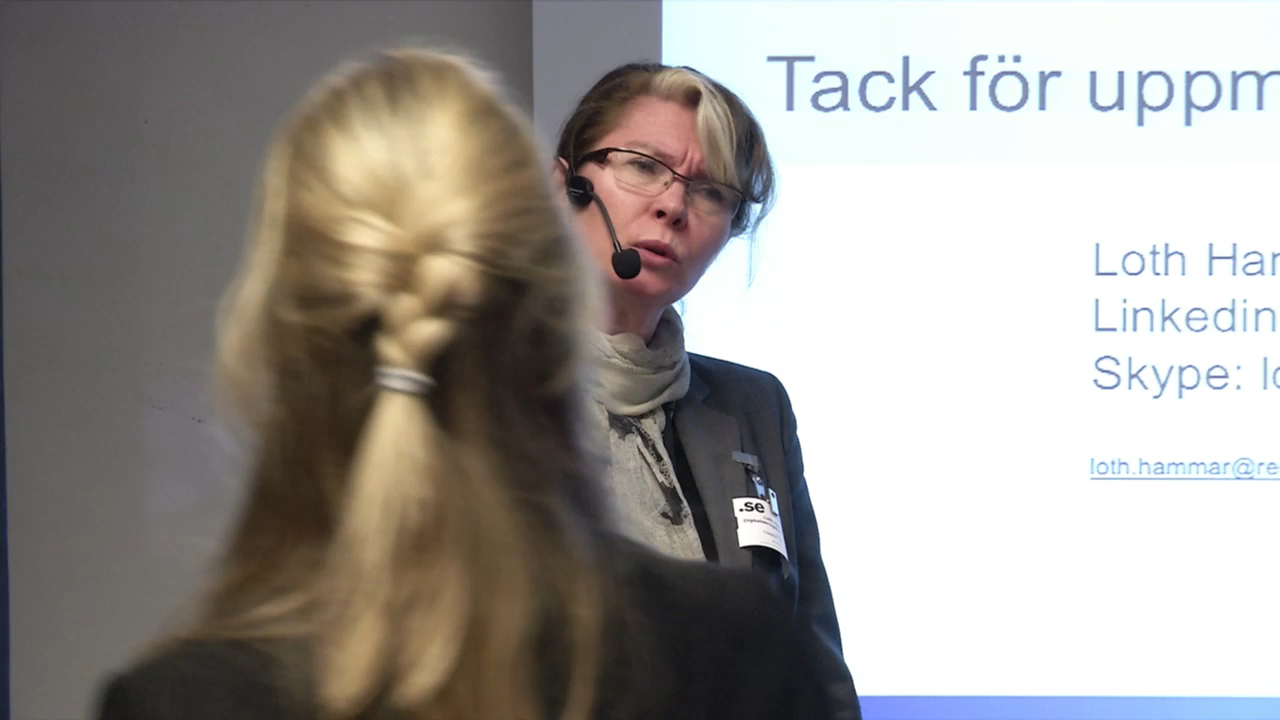 Tack för uppm
Loth Har
Linkedin
Skype: lo
loth.hammar@re
.se